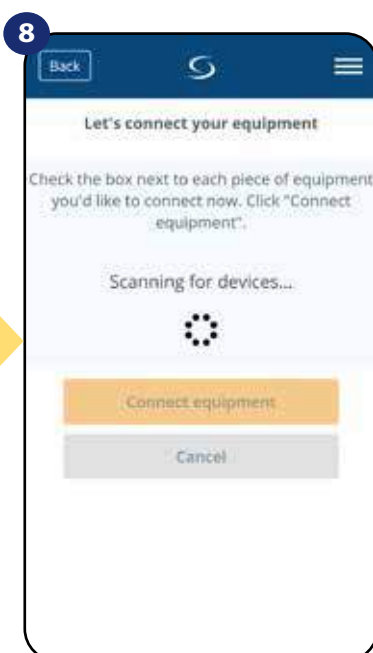 8
Back
Let's connect your equipment
Check the box next to each piece of equipment
you'd like to connect now. Click "Connect
equipment".
Scanning for devices...
Connect equipment
Cancel